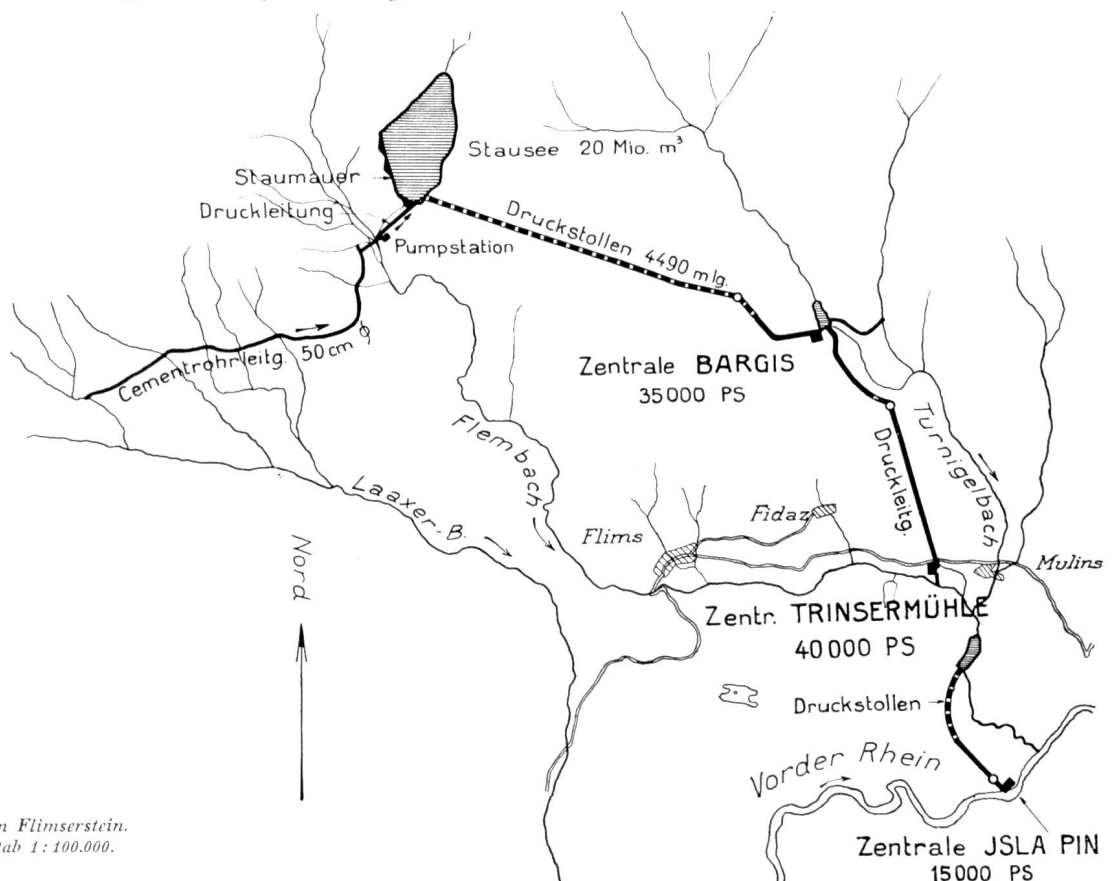 Stausee 20 Mio. m³
Staumauer
Druckleitung
Pumpstation
Druckstollen 4490 m lg.
Cementrohrleitg. 50 cm ϕ
Zentrale BARGIS
35000 PS
Flembach
Turnigelbach
Druckleitg.
Laaxer-B.
Fidaz
Flims
Mulins
Nord
Zentr. TRINSERMÜHLE
40000 PS
Druckstollen
Vorder Rhein
n Flimserstein.
ab 1:100.000.
Zentrale JSLA PIN
15000 PS